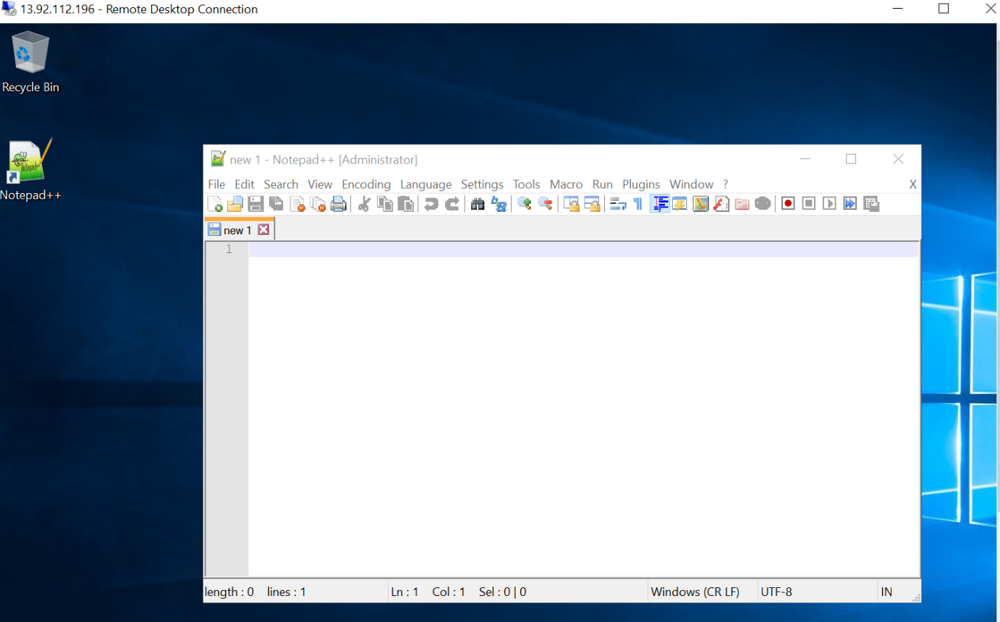 13.92.112.196 - Remote Desktop Connection
Recycle Bin
Notepad++
new 1 - Notepad++ [Administrator]
File Edit Search View Encoding Language Settings Tools Macro Run Plugins Window ? X
new 1
1
length : 0 lines : 1 Ln : 1 Col : 1 Sel : 0 | 0 Windows (CR LF) UTF-8 IN